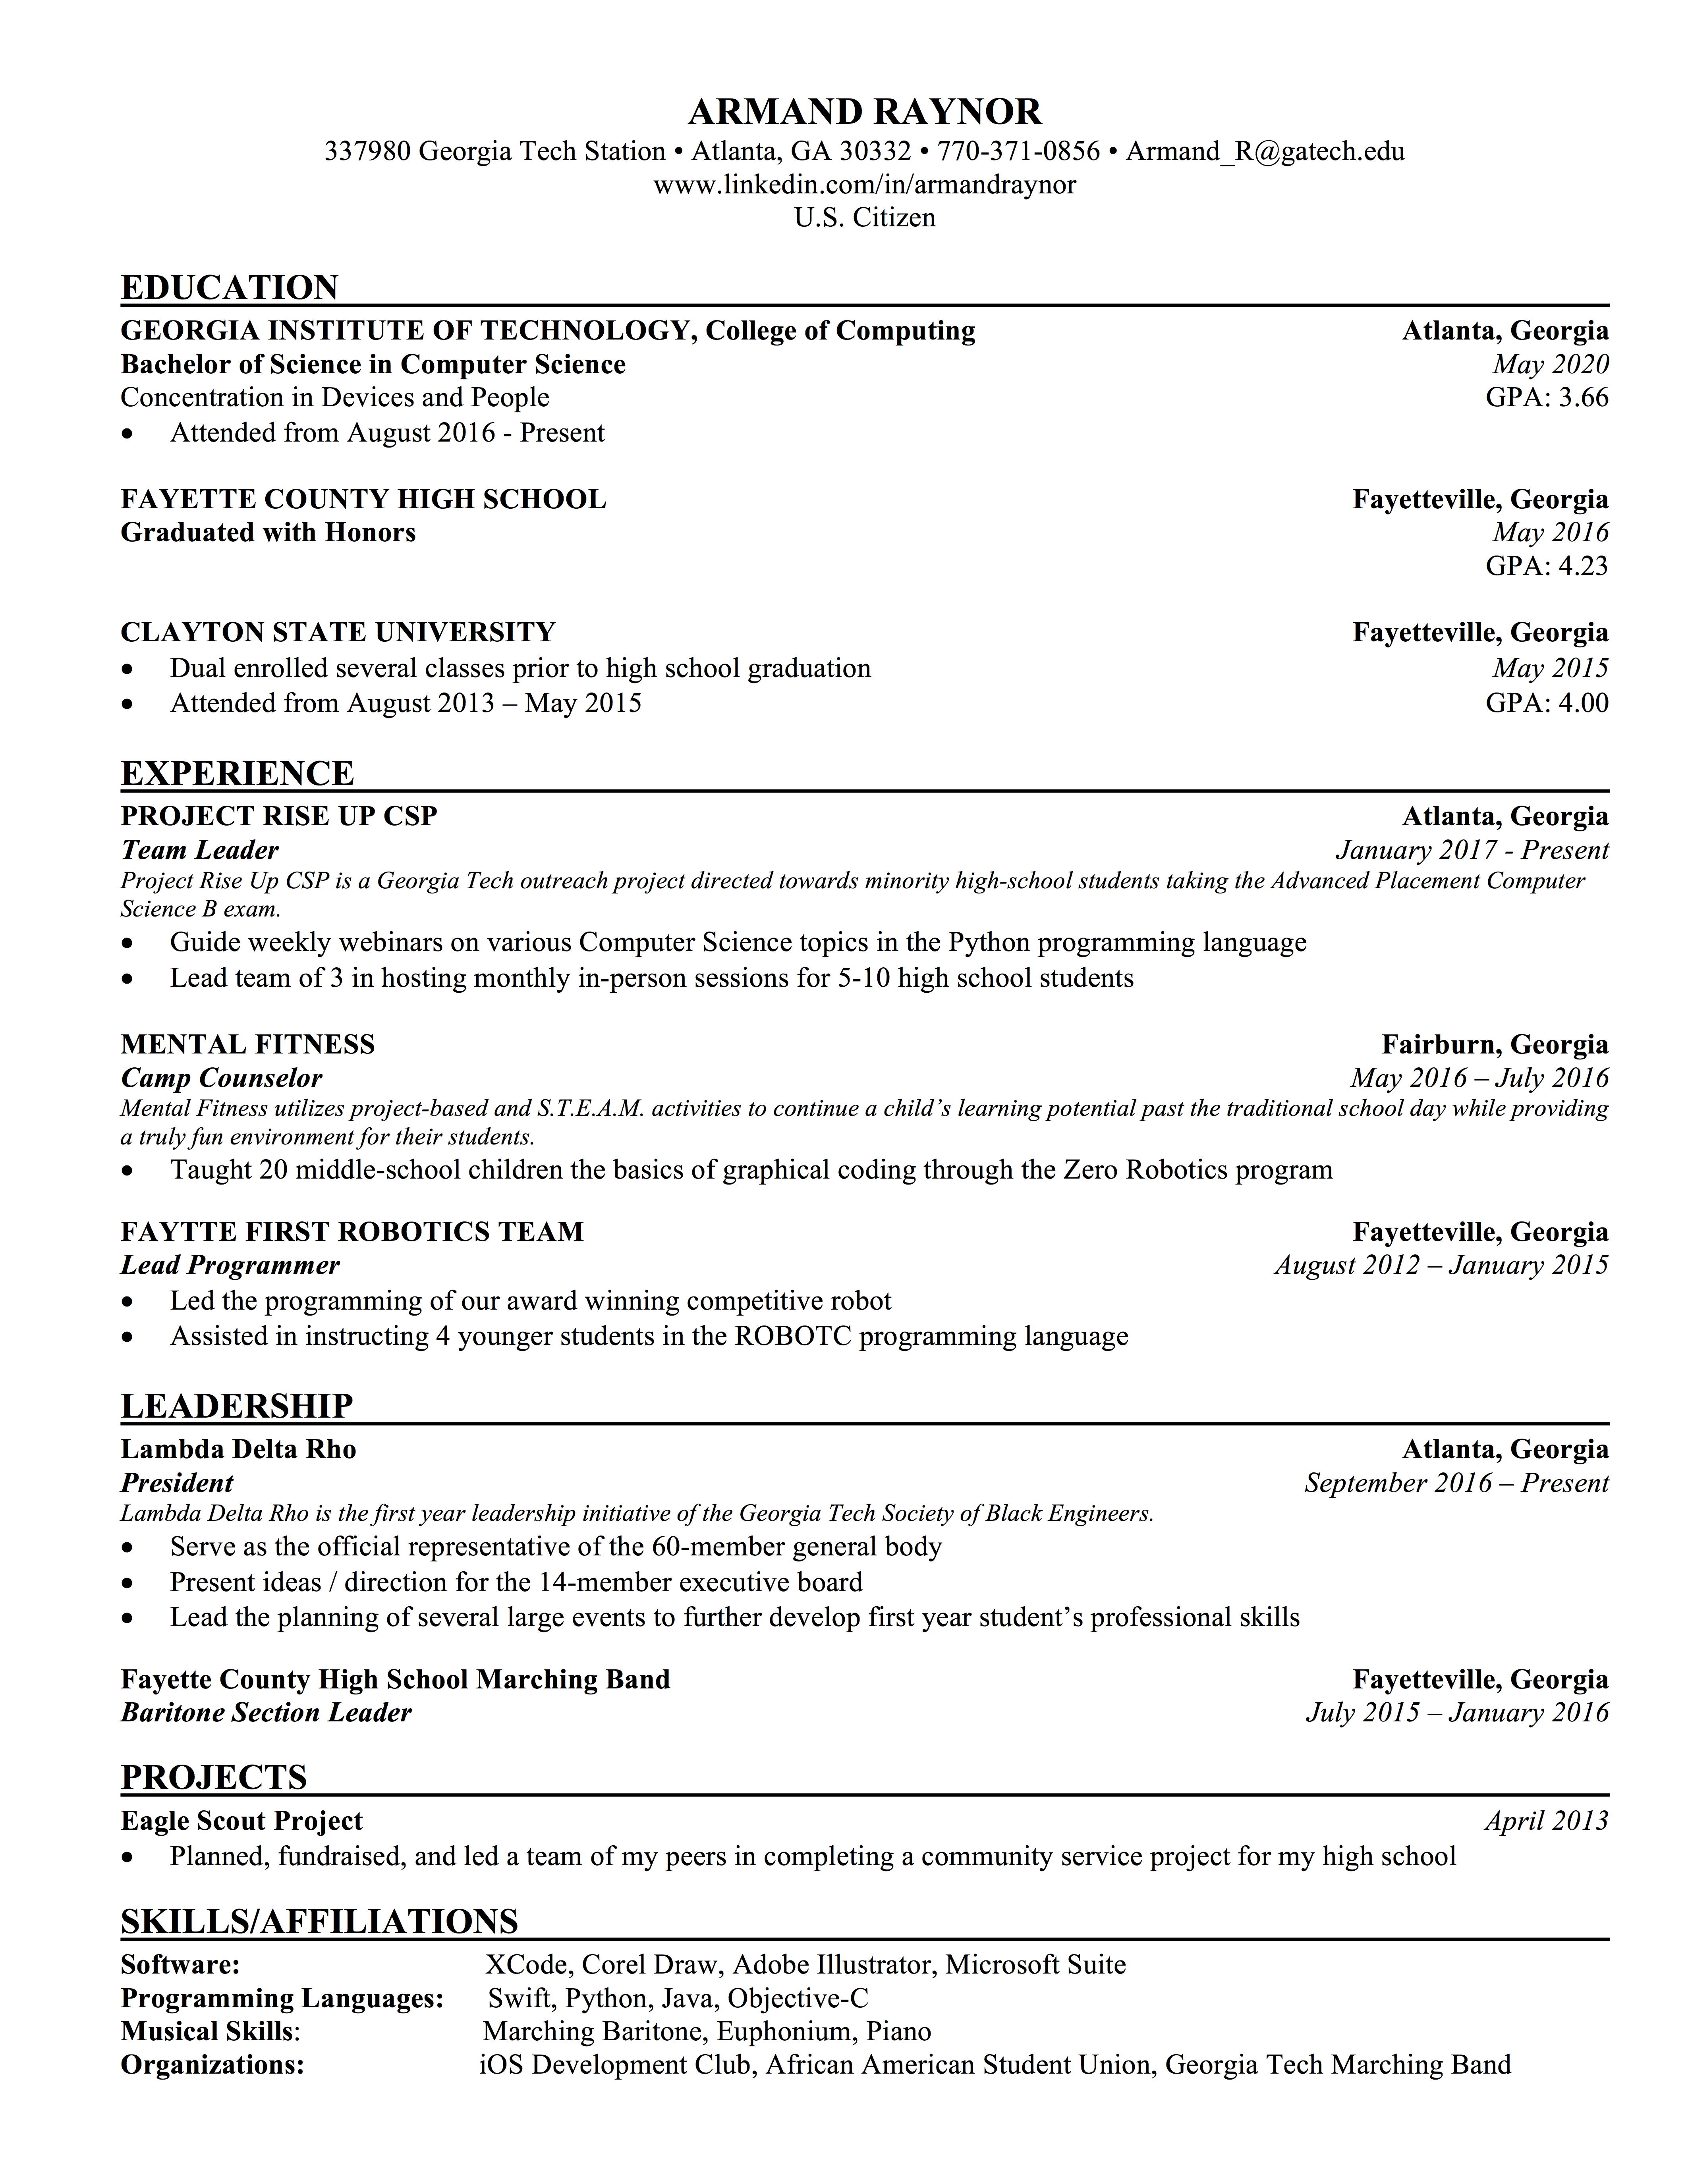 ARMAND RAYNOR
337980 Georgia Tech Station • Atlanta, GA 30332 • 770-371-0856 • Armand_R@gatech.edu
www.linkedin.com/in/armandraynor
U.S. Citizen
EDUCATION
GEORGIA INSTITUTE OF TECHNOLOGY, College of Computing Atlanta, Georgia
Bachelor of Science in Computer Science May 2020
Concentration in Devices and People GPA: 3.66
• Attended from August 2016 - Present
FAYETTE COUNTY HIGH SCHOOL Fayetteville, Georgia
Graduated with Honors May 2016
GPA: 4.23
CLAYTON STATE UNIVERSITY Fayetteville, Georgia
• Dual enrolled several classes prior to high school graduation May 2015
• Attended from August 2013 – May 2015 GPA: 4.00
EXPERIENCE
PROJECT RISE UP CSP Atlanta, Georgia
Team Leader January 2017 - Present
Project Rise Up CSP is a Georgia Tech outreach project directed towards minority high-school students taking the Advanced Placement Computer
Science B exam.
• Guide weekly webinars on various Computer Science topics in the Python programming language
• Lead team of 3 in hosting monthly in-person sessions for 5-10 high school students
MENTAL FITNESS Fairburn, Georgia
Camp Counselor May 2016 – July 2016
Mental Fitness utilizes project-based and S.T.E.A.M. activities to continue a child’s learning potential past the traditional school day while providing
a truly fun environment for their students.
• Taught 20 middle-school children the basics of graphical coding through the Zero Robotics program
FAYTTE FIRST ROBOTICS TEAM Fayetteville, Georgia
Lead Programmer August 2012 – January 2015
• Led the programming of our award winning competitive robot
• Assisted in instructing 4 younger students in the ROBOTC programming language
LEADERSHIP
Lambda Delta Rho Atlanta, Georgia
President September 2016 – Present
Lambda Delta Rho is the first year leadership initiative of the Georgia Tech Society of Black Engineers.
• Serve as the official representative of the 60-member general body
• Present ideas / direction for the 14-member executive board
• Lead the planning of several large events to further develop first year student’s professional skills
Fayette County High School Marching Band Fayetteville, Georgia
Baritone Section Leader July 2015 – January 2016
PROJECTS
Eagle Scout Project April 2013
• Planned, fundraised, and led a team of my peers in completing a community service project for my high school
SKILLS/AFFILIATIONS
Software: XCode, Corel Draw, Adobe Illustrator, Microsoft Suite
Programming Languages: Swift, Python, Java, Objective-C
Musical Skills: Marching Baritone, Euphonium, Piano
Organizations: iOS Development Club, African American Student Union, Georgia Tech Marching Band